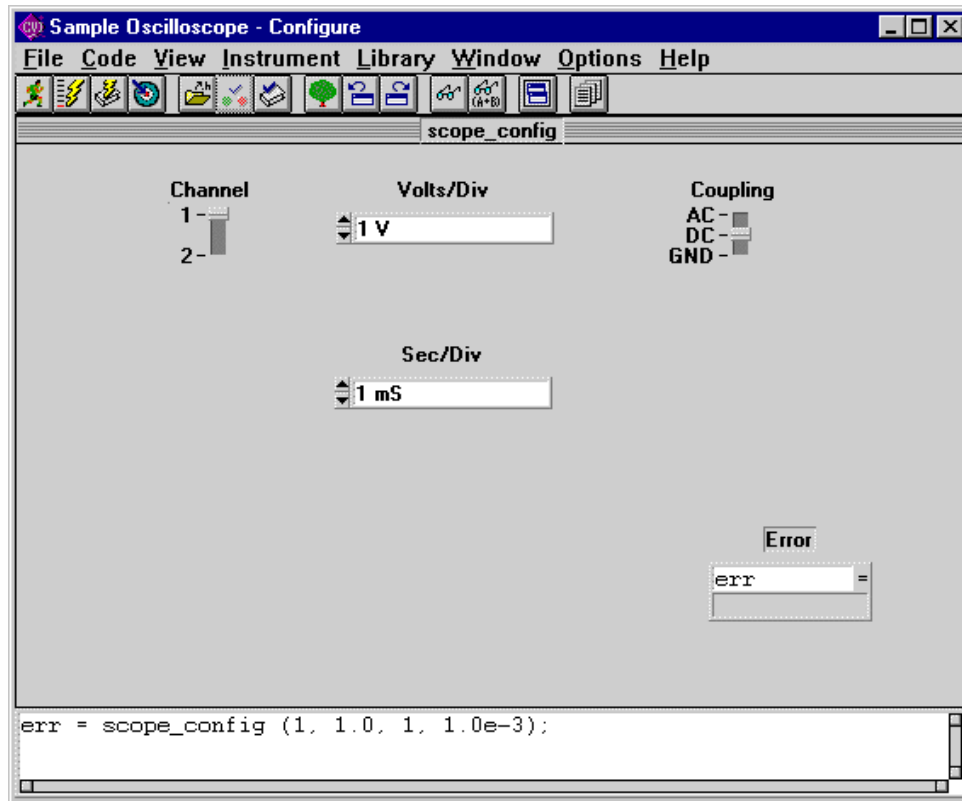 CVI Sample Oscilloscope - Configure
File Code View Instrument Library Window Options Help
(A+B)
scope_config
Channel
1
2
Volts/Div
1 V
Coupling
AC
DC
GND
Sec/Div
1 mS
Error
err =
err = scope_config (1, 1.0, 1, 1.0e-3);